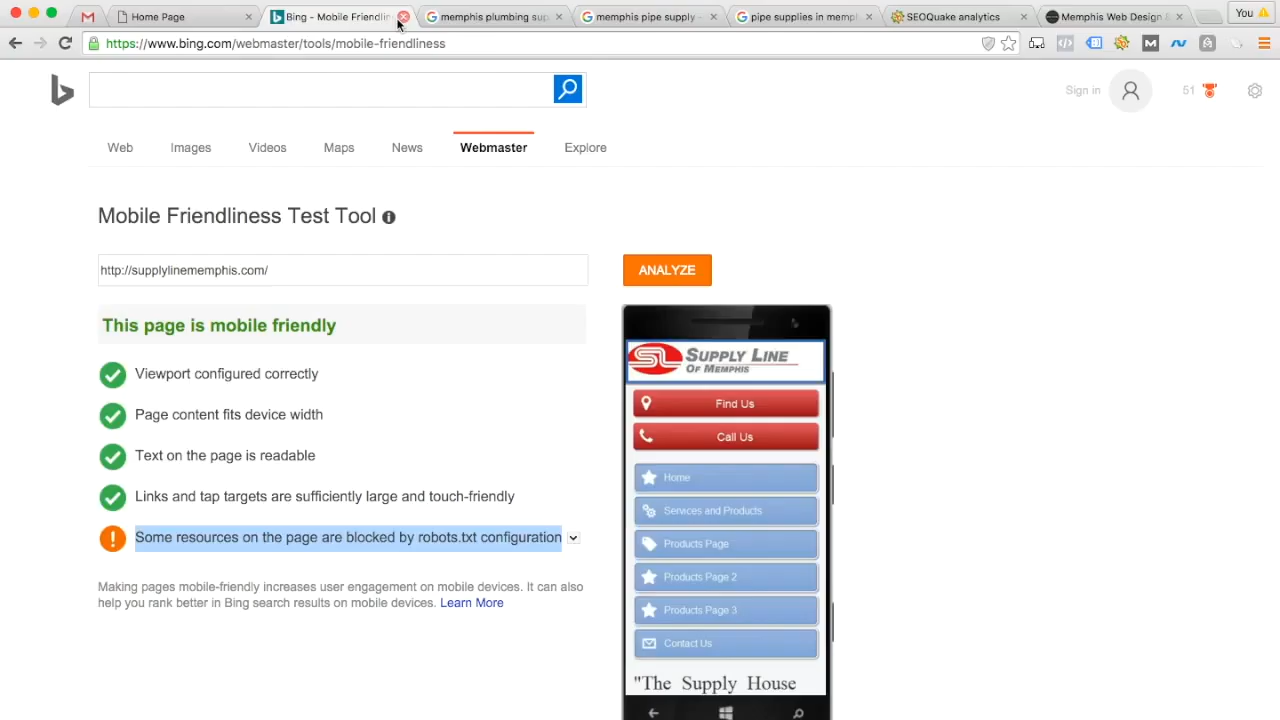 Home Page
Bing - Mobile Friendlin
memphis plumbing sup
memphis pipe supply -
pipe supplies in memp
SEOQuake analytics
Memphis Web Design &
You
https://www.bing.com/webmaster/tools/mobile-friendliness
Sign in
51
Web
Images
Videos
Maps
News
Webmaster
Explore
Mobile Friendliness Test Tool
http://supplylinememphis.com/
ANALYZE
This page is mobile friendly
Viewport configured correctly
Page content fits device width
Text on the page is readable
Links and tap targets are sufficiently large and touch-friendly
Some resources on the page are blocked by robots.txt configuration
Making pages mobile-friendly increases user engagement on mobile devices. It can also
help you rank better in Bing search results on mobile devices. Learn More
SL SUPPLY LINE
OF MEMPHIS
Find Us
Call Us
Home
Services and Products
Products Page
Products Page 2
Products Page 3
Contact Us
"The Supply House